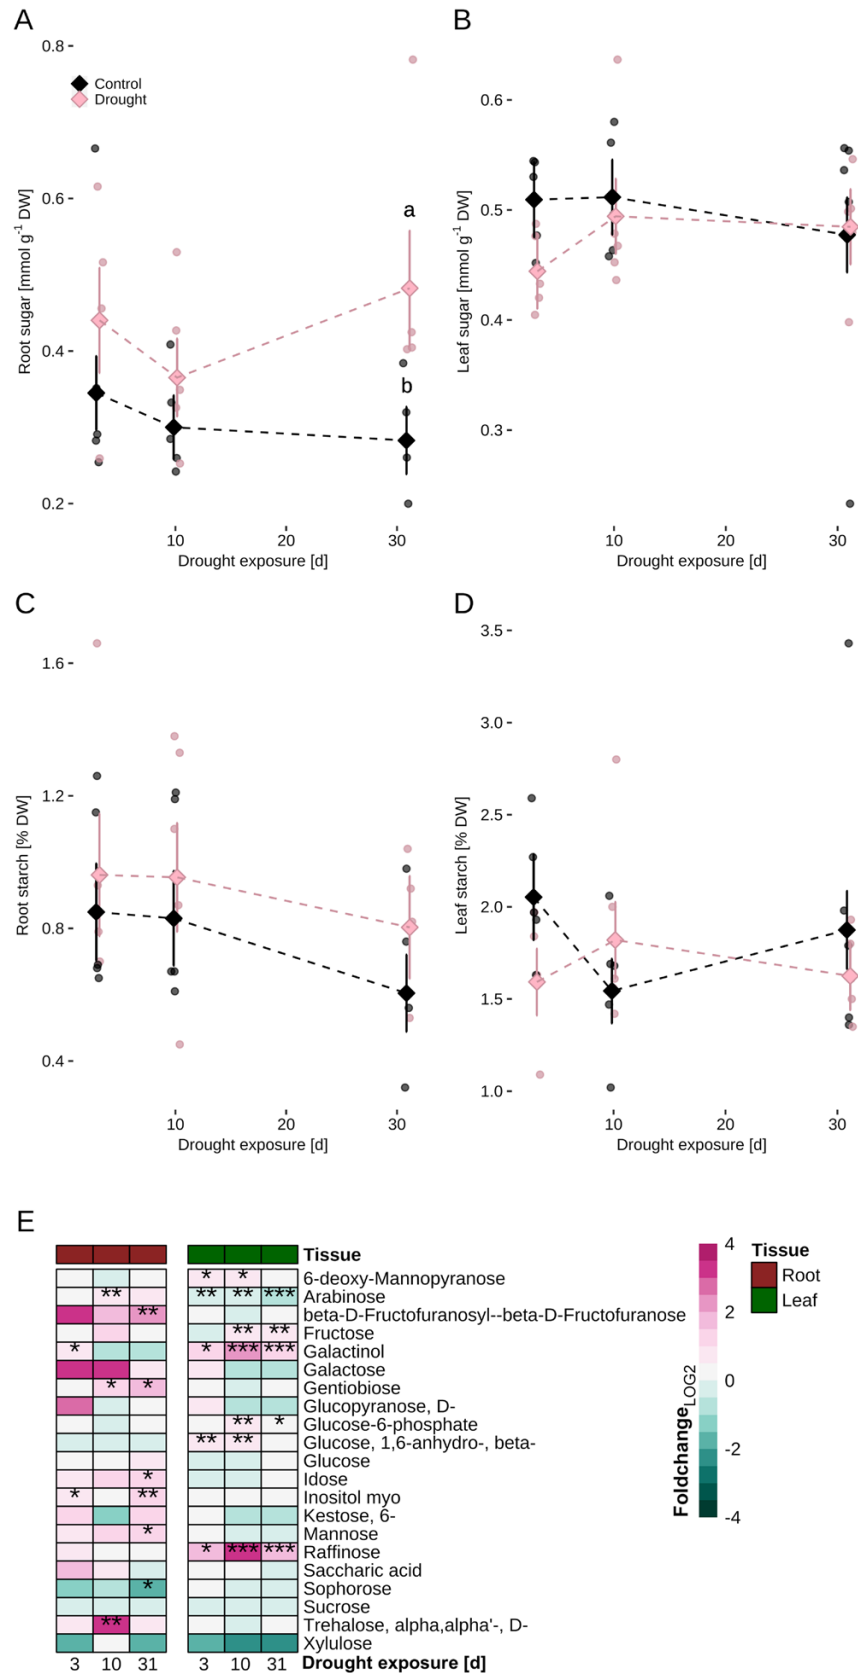 A
0.8
Control
Drought
a
0.6
b
0.4
0.2
Root sugar [mmol g-1 DW]
10 20 30
Drought exposure [d]
B
0.6
0.5
0.4
0.3
Leaf sugar [mmol g-1 DW]
10 20 30
Drought exposure [d]
C
1.6
1.2
0.8
0.4
Root starch [% DW]
10 20 30
Drought exposure [d]
D
3.5
3.0
2.5
2.0
1.5
1.0
Leaf starch [% DW]
10 20 30
Drought exposure [d]
E
Tissue
* * 6-deoxy-Mannopyranose
** ** ** *** Arabinose
** beta-D-Fructofuranosyl--beta-D-Fructofuranose
** ** Fructose
* * *** *** Galactinol
Galactose
* * Gentiobiose
Glucopyranose, D-
** * Glucose-6-phosphate
** ** Glucose, 1,6-anhydro-, beta-
Glucose
* Idose
* ** Inositol myo
Kestose, 6-
* Mannose
* *** *** Raffinose
Saccharic acid
* Sophorose
Sucrose
** Trehalose, alpha,alpha'-, D-
Xylulose
3 10 31 3 10 31 Drought exposure [d]
4
2
0
-2
-4
FoldchangeLOG2
Tissue
Root
Leaf